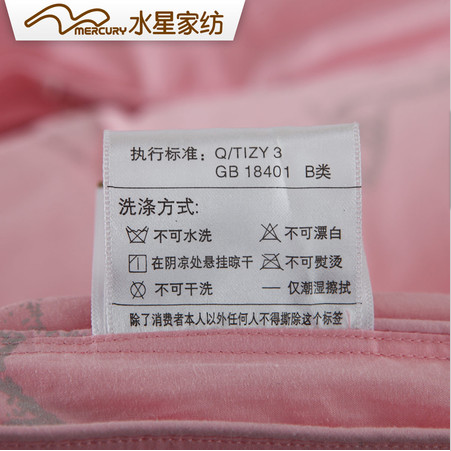 MERCURY 水星家纺
执行标准: Q/TIZY 3
GB 18401 B类
洗涤方式:
不可水洗 不可漂白
在阴凉处悬挂晾干 不可熨烫
不可干洗 仅潮湿擦拭
除了消费者本人以外任何人不得撕除这个标签